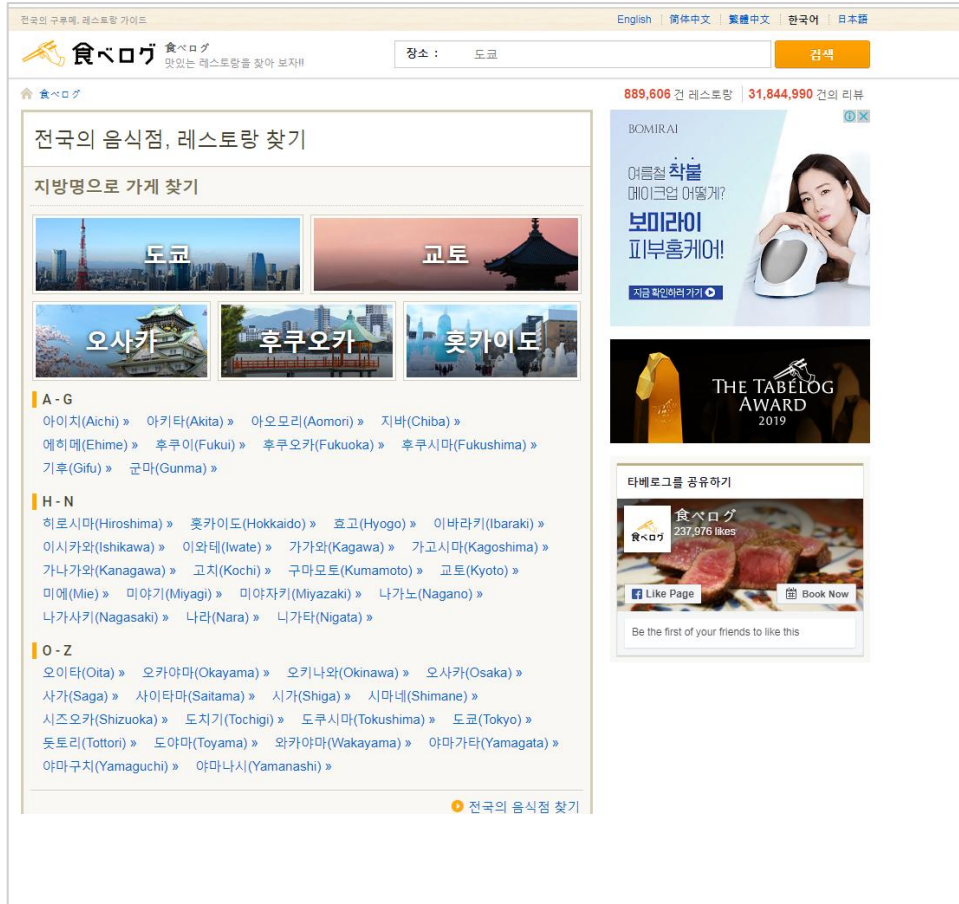 전국의 구루메, 레스토랑 가이드
English 简体中文 繁體中文 한국어 日本語
食べログ
食べログ
맛있는 레스토랑을 찾아 보자!!!
장소 : 도쿄
검색
食べログ
889,606 건 레스토랑 31,844,990 건의 리뷰
전국의 음식점, 레스토랑 찾기
지방명으로 가게 찾기
도쿄
교토
오사카
후쿠오카
홋카이도
A - G
아이치(Aichi) » 아키타(Akita) » 아오모리(Aomori) » 지바(Chiba) »
에히메(Ehime) » 후쿠이(Fukui) » 후쿠오카(Fukuoka) » 후쿠시마(Fukushima) »
기후(Gifu) » 군마(Gunma) »
H - N
히로시마(Hiroshima) » 홋카이도(Hokkaido) » 효고(Hyogo) » 이바라키(Ibaraki) »
이시카와(Ishikawa) » 이와테(Iwate) » 가가와(Kagawa) » 가고시마(Kagoshima) »
가나가와(Kanagawa) » 고치(Kochi) » 구마모토(Kumamoto) » 교토(Kyoto) »
미에(Mie) » 미야기(Miyagi) » 미야자키(Miyazaki) » 나가노(Nagano) »
나가사키(Nagasaki) » 나라(Nara) » 니가타(Nigata) »
O - Z
오이타(Oita) » 오카야마(Okayama) » 오키나와(Okinawa) » 오사카(Osaka) »
사가(Saga) » 사이타마(Saitama) » 시가(Shiga) » 시마네(Shimane) »
시즈오카(Shizuoka) » 도치기(Tochigi) » 도쿠시마(Tokushima) » 도쿄(Tokyo) »
돗토리(Tottori) » 도야마(Toyama) » 와카야마(Wakayama) » 야마가타(Yamagata) »
야마구치(Yamaguchi) » 야마나시(Yamanashi) »
전국의 음식점 찾기
BOMIRAI
여름철 착붙
메이크업 어떻게?
보미라이
피부홈케어!
지금 확인하러 가기
THE TABELOG
AWARD
2019
타베로그를 공유하기
食べログ
食べログ
237,976 likes
Like Page
Book Now
Be the first of your friends to like this